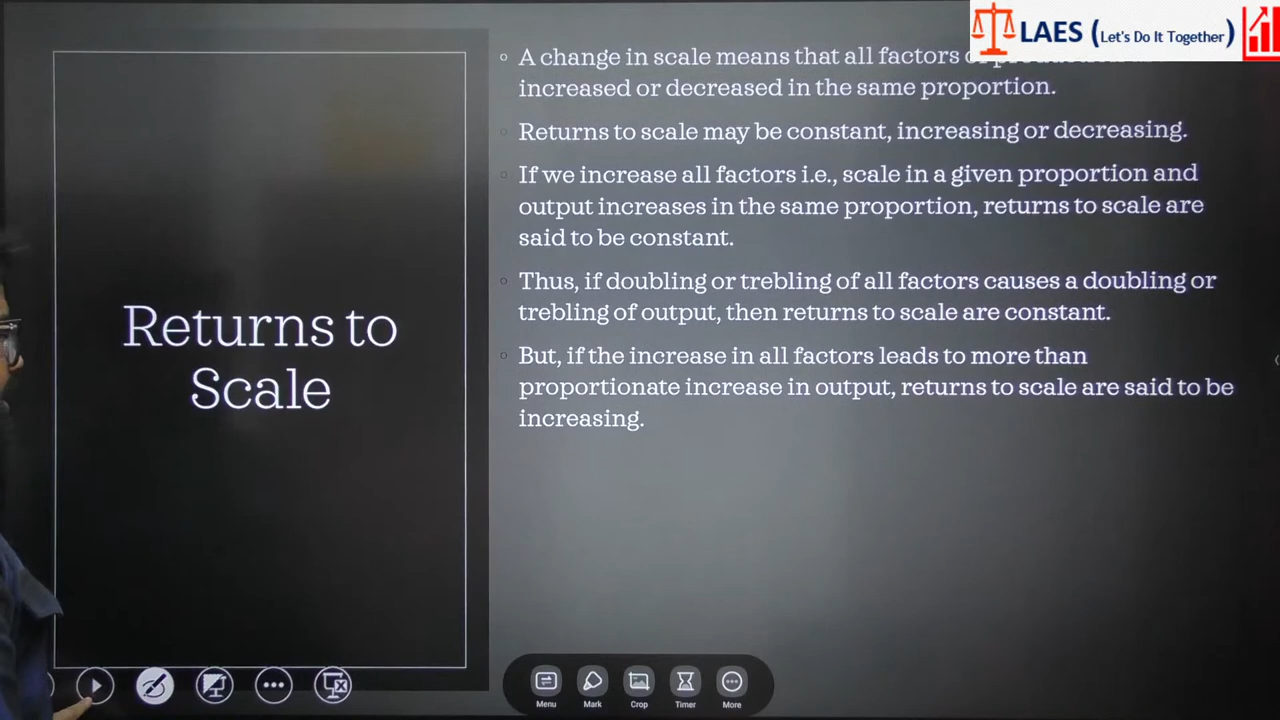 LAES (Let's Do It Together)
Returns to
Scale
A change in scale means that all factors
increased or decreased in the same proportion.
Returns to scale may be constant, increasing or decreasing.
If we increase all factors i.e., scale in a given proportion and
output increases in the same proportion, returns to scale are
said to be constant.
Thus, if doubling or trebling of all factors causes a doubling or
trebling of output, then returns to scale are constant.
But, if the increase in all factors leads to more than
proportionate increase in output, returns to scale are said to be
increasing.
Menu Mark Crop Timer More